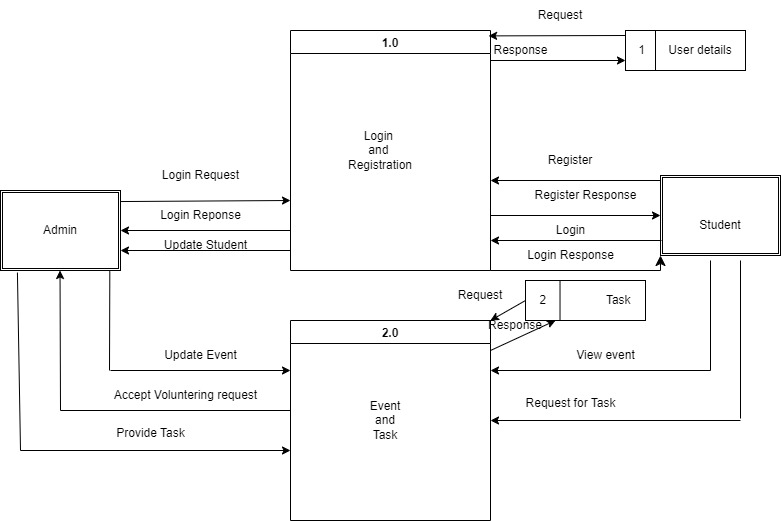 Request
1.0
Response
1
User details
Login
and
Registration
Register
Login Request
Register Response
Login Reponse
Admin
Student
Login
Update Student
Login Response
Request
2
Task
Response
2.0
Update Event
View event
Accept Voluntering request
Request for Task
Event
and
Task
Provide Task